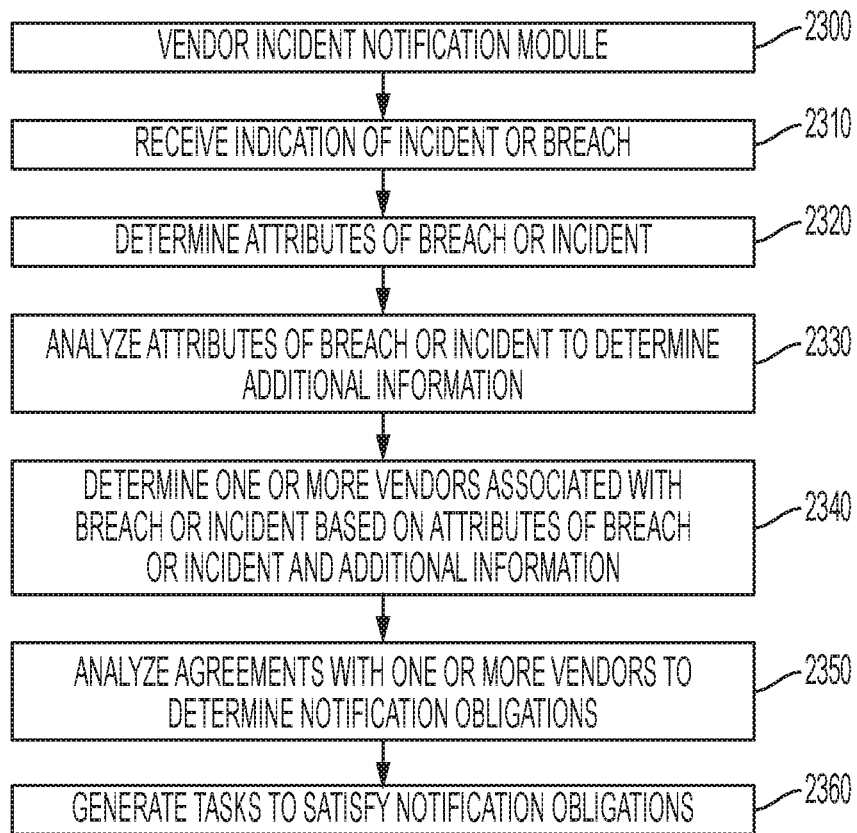 VENDOR INCIDENT NOTIFICATION MODULE
2300
RECEIVE INDICATION OF INCIDENT OR BREACH
2310
DETERMINE ATTRIBUTES OF BREACH OR INCIDENT
2320
ANALYZE ATTRIBUTES OF BREACH OR INCIDENT TO DETERMINE
ADDITIONAL INFORMATION
2330
DETERMINE ONE OR MORE VENDORS ASSOCIATED WITH
BREACH OR INCIDENT BASED ON ATTRIBUTES OF BREACH
OR INCIDENT AND ADDITIONAL INFORMATION
2340
ANALYZE AGREEMENTS WITH ONE OR MORE VENDORS TO
DETERMINE NOTIFICATION OBLIGATIONS
2350
GENERATE TASKS TO SATISFY NOTIFICATION OBLIGATIONS
2360